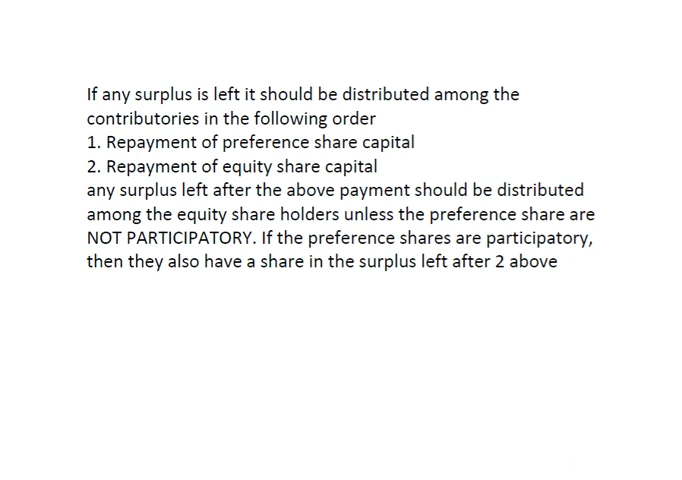 If any surplus is left it should be distributed among the
contributories in the following order
1. Repayment of preference share capital
2. Repayment of equity share capital
any surplus left after the above payment should be distributed
among the equity share holders unless the preference share are
NOT PARTICIPATORY. If the preference shares are participatory,
then they also have a share in the surplus left after 2 above